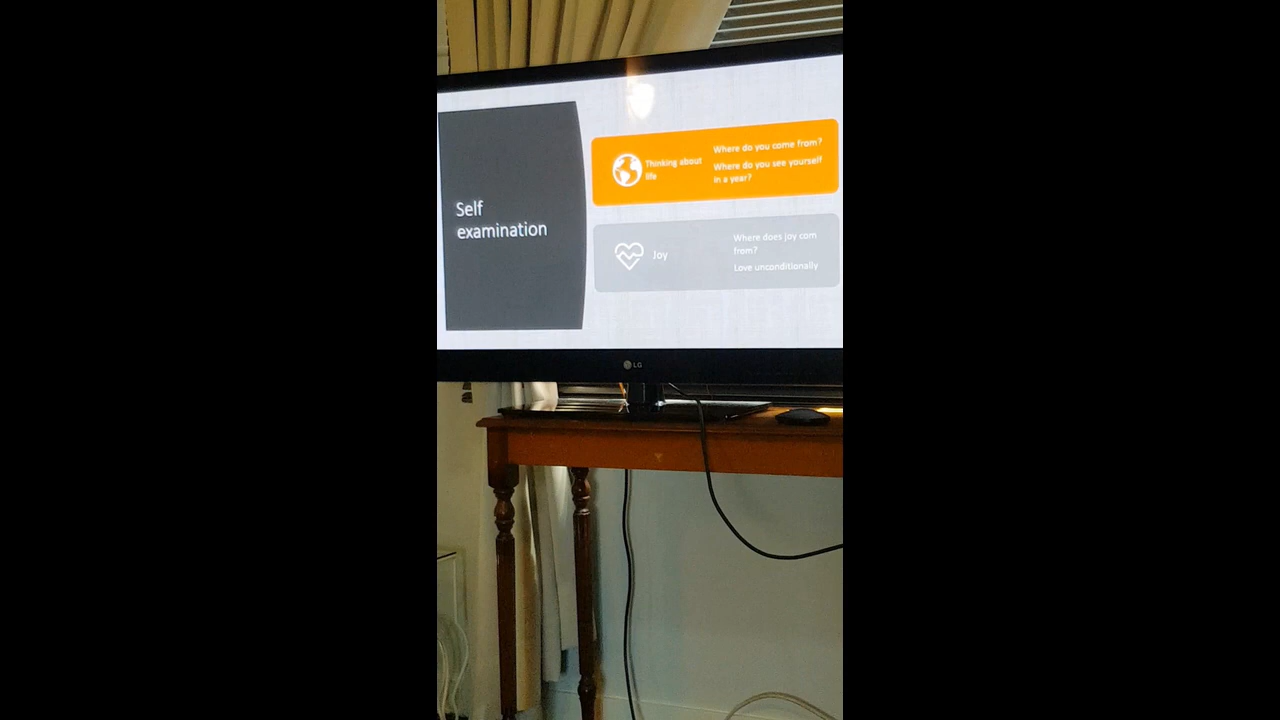 Self
examination
Thinking about
life
Where do you come from?
Where do you see yourself
in a year?
Joy
Where does joy com
from?
Love unconditionally
LG